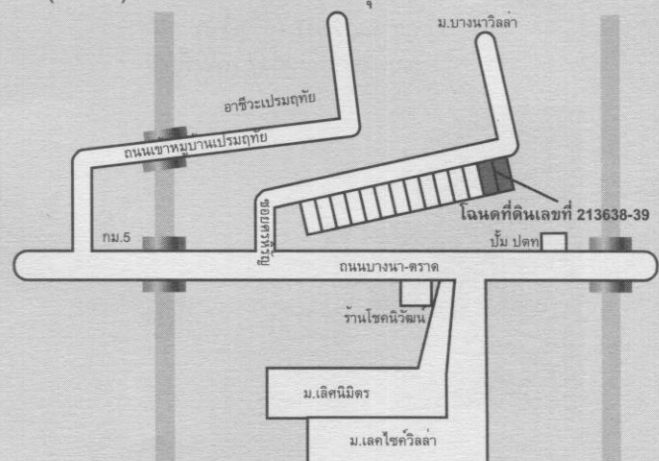 ม.บางนาวิลล่า
อาชีวะเปรมฤทัย
ถนนเข้าหมู่บ้านเปรมฤทัย
โฉนดที่ดินเลขที่ 213638-39
กม.5
ปั๊ม ปตท
ถนนบางนา-ตราด
ร้านโชคนิวัฒน์
ม.เลิศนิมิตร
ม.เลคไซค์วิลล่า